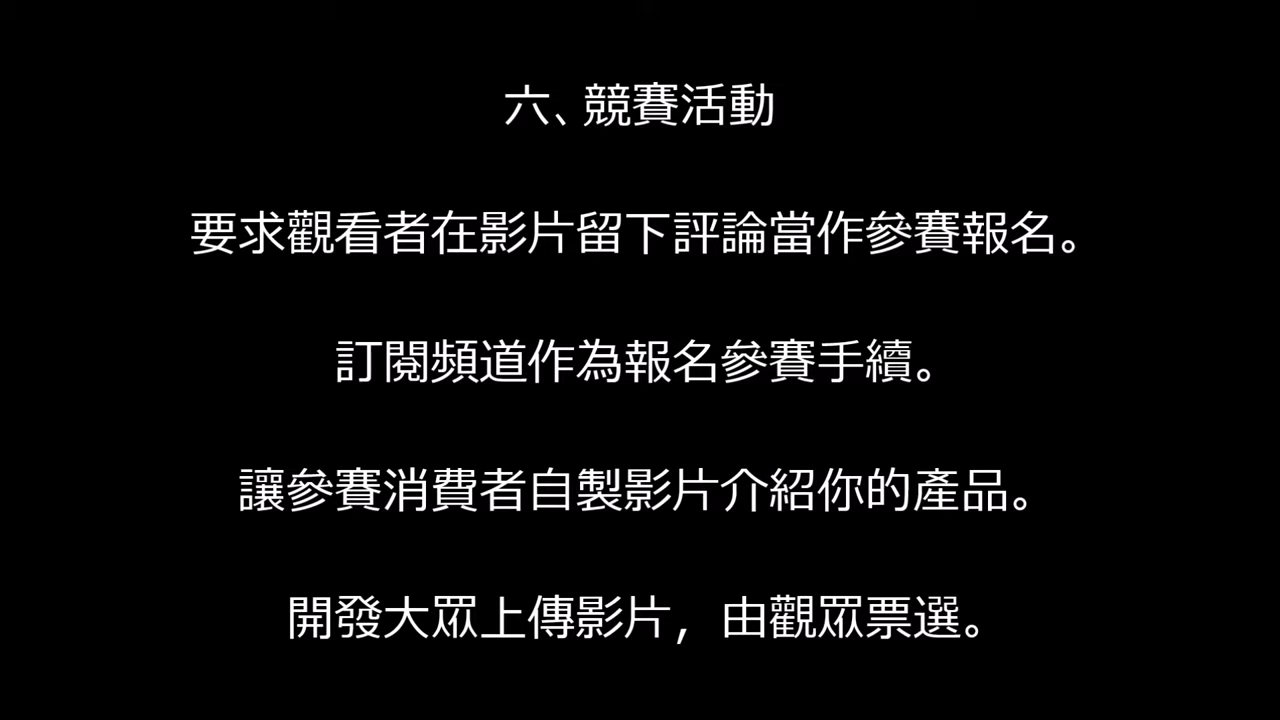 六、競賽活動
要求觀看者在影片留下評論當作參賽報名。
訂閱頻道作為報名參賽手續。
讓參賽消費者自製影片介紹你的產品。
開發大眾上傳影片，由觀眾票選。